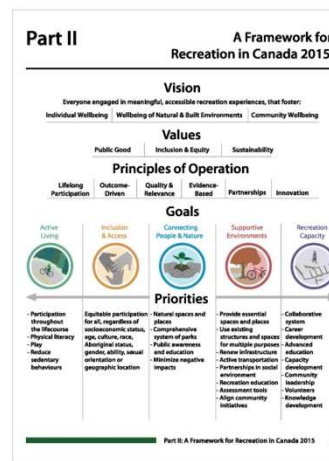 Part II
A Framework for
Recreation in Canada 2015
Vision
Everyone engaged in meaningful, accessible recreation experiences, that foster:
Individual Wellbeing
Wellbeing of Natural & Built Environments
Community Wellbeing
Values
Public Good
Inclusion & Equity
Sustainability
Principles of Operation
Lifelong
Participation
Outcome-
Driven
Quality &
Relevance
Evidence-
Based
Partnerships
Innovation
Goals
Active
Living
Inclusion
& Access
Connecting
People & Nature
Supportive
Environments
Recreation
Capacity
Priorities
- Participation
throughout
the lifecourse
- Physical literacy
- Play
- Reduce
sedentary
behaviours
Equitable participation
for all, regardless of
socioeconomic status,
age, culture, race,
Aboriginal status,
gender, ability, sexual
orientation or
geographic location
- Natural spaces and
places
- Comprehensive
system of parks
- Public awareness
and education
- Minimize negative
impacts
- Provide essential
spaces and places
- Use existing
structures and spaces
for multiple purposes
- Renew infrastructure
- Active transportation
- Partnerships in social
environment
- Recreation education
- Assessment tools
- Align community
initiatives
- Collaborative
system
- Career
development
- Advanced
education
- Capacity
development
- Community
leadership
- Volunteers
- Knowledge
development
Part II: A Framework for Recreation in Canada 2015